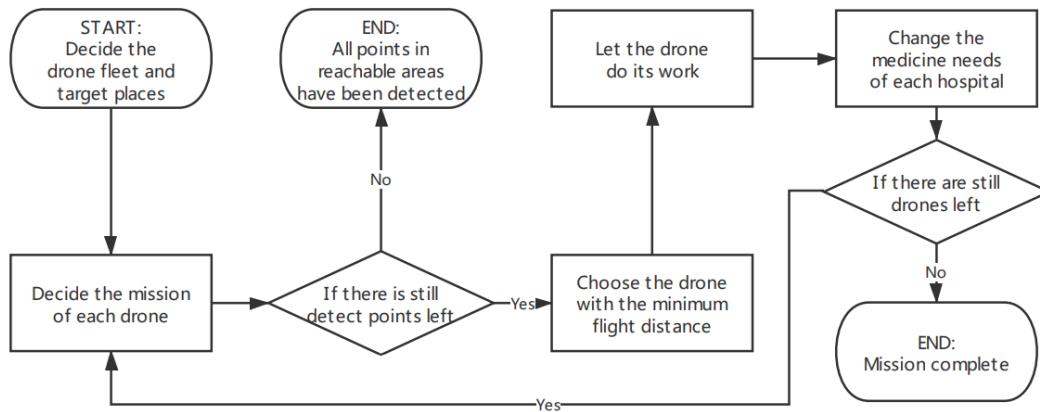 START:
Decide the
drone fleet and
target places
END:
All points in
reachable areas
have been detected
Let the drone
do its work
Change the
medicine needs
of each hospital
No
If there are still
drones left
Decide the mission
of each drone
If there is still
detect points left
Yes
Choose the drone
with the minimum
flight distance
No
END:
Mission complete
Yes